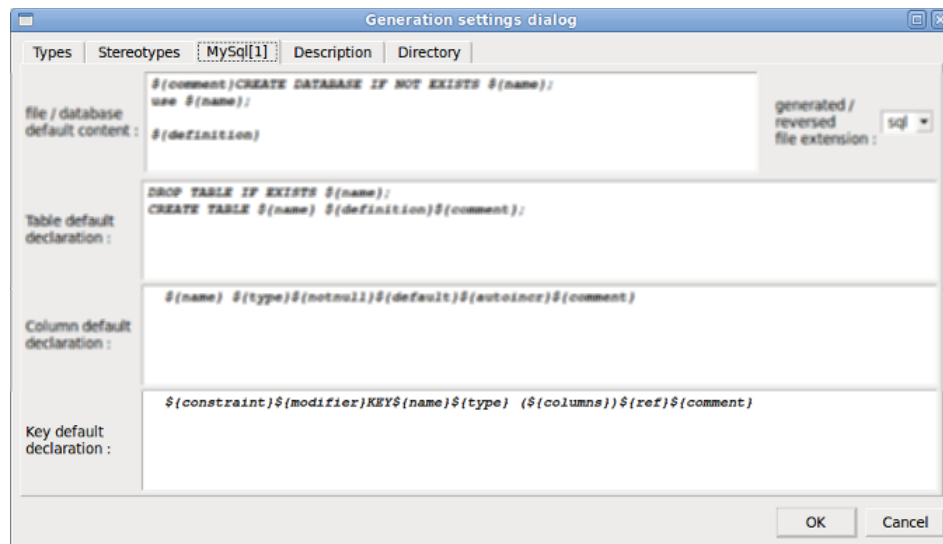 Generation settings dialog
Types Stereotypes MySql[1] Description Directory
file / database
default content :
${comment}CREATE DATABASE IF NOT EXISTS ${name};
use ${name};
${definition}
generated /
reversed
file extension :
sql
Table default
declaration :
DROP TABLE IF EXISTS ${name};
CREATE TABLE ${name} ${definition}${comment};
Column default
declaration :
${name} ${type}${notnull}${default}${autoincr}${comment}
Key default
declaration :
${constraint}${modifier}KEY${name}${type} (${columns})${ref}${comment}
OK Cancel